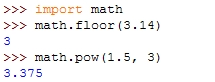 >>> import math
>>> math.floor(3.14)
3
>>> math.pow(1.5, 3)
3.375